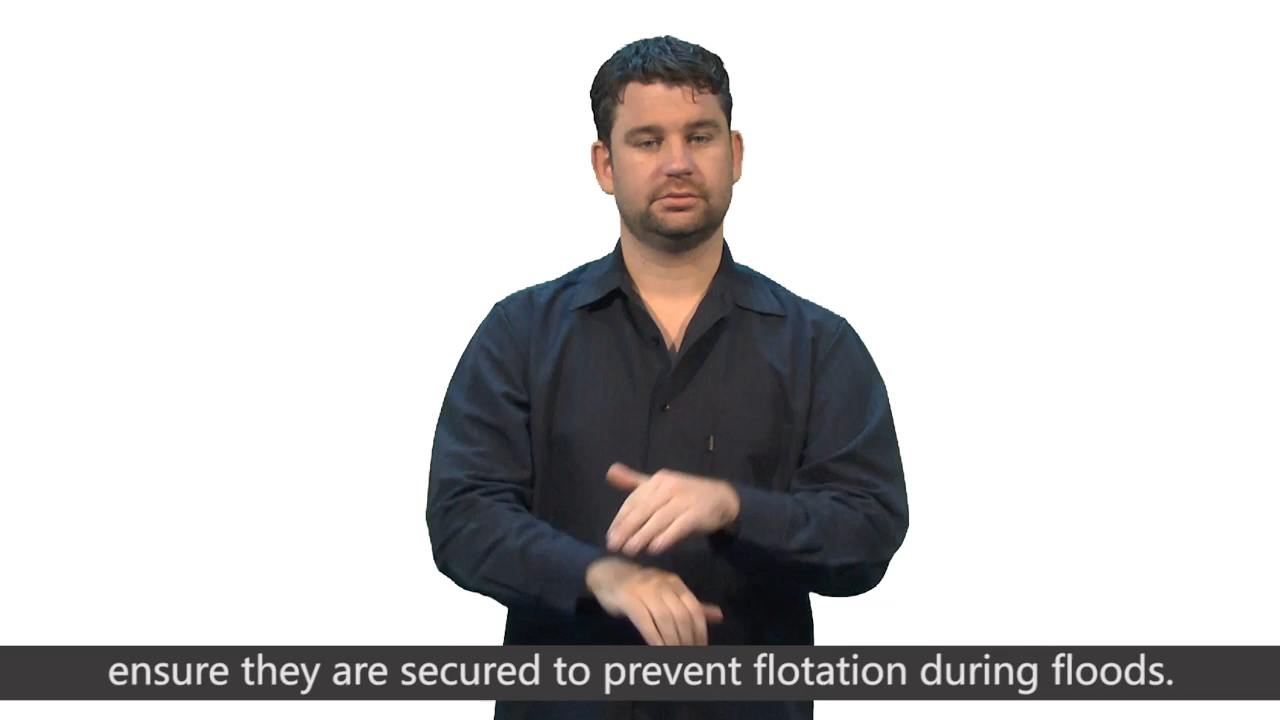 ensure they are secured to prevent flotation during floods.